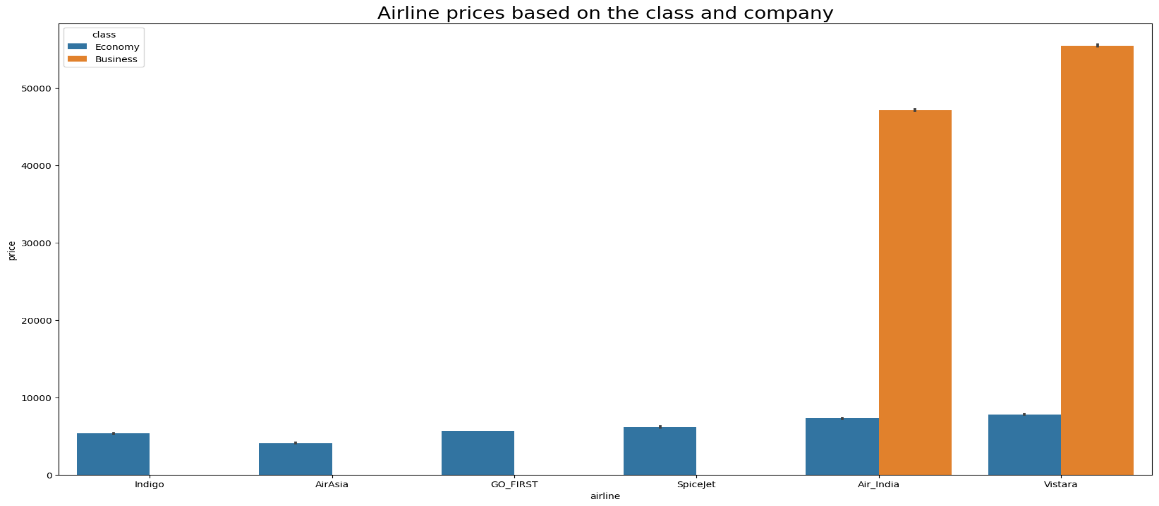 Airline prices based on the class and company
class
Economy
Business
price
50000
40000
30000
20000
10000
0
Indigo
AirAsia
GO_FIRST
SpiceJet
Air_India
Vistara
airline